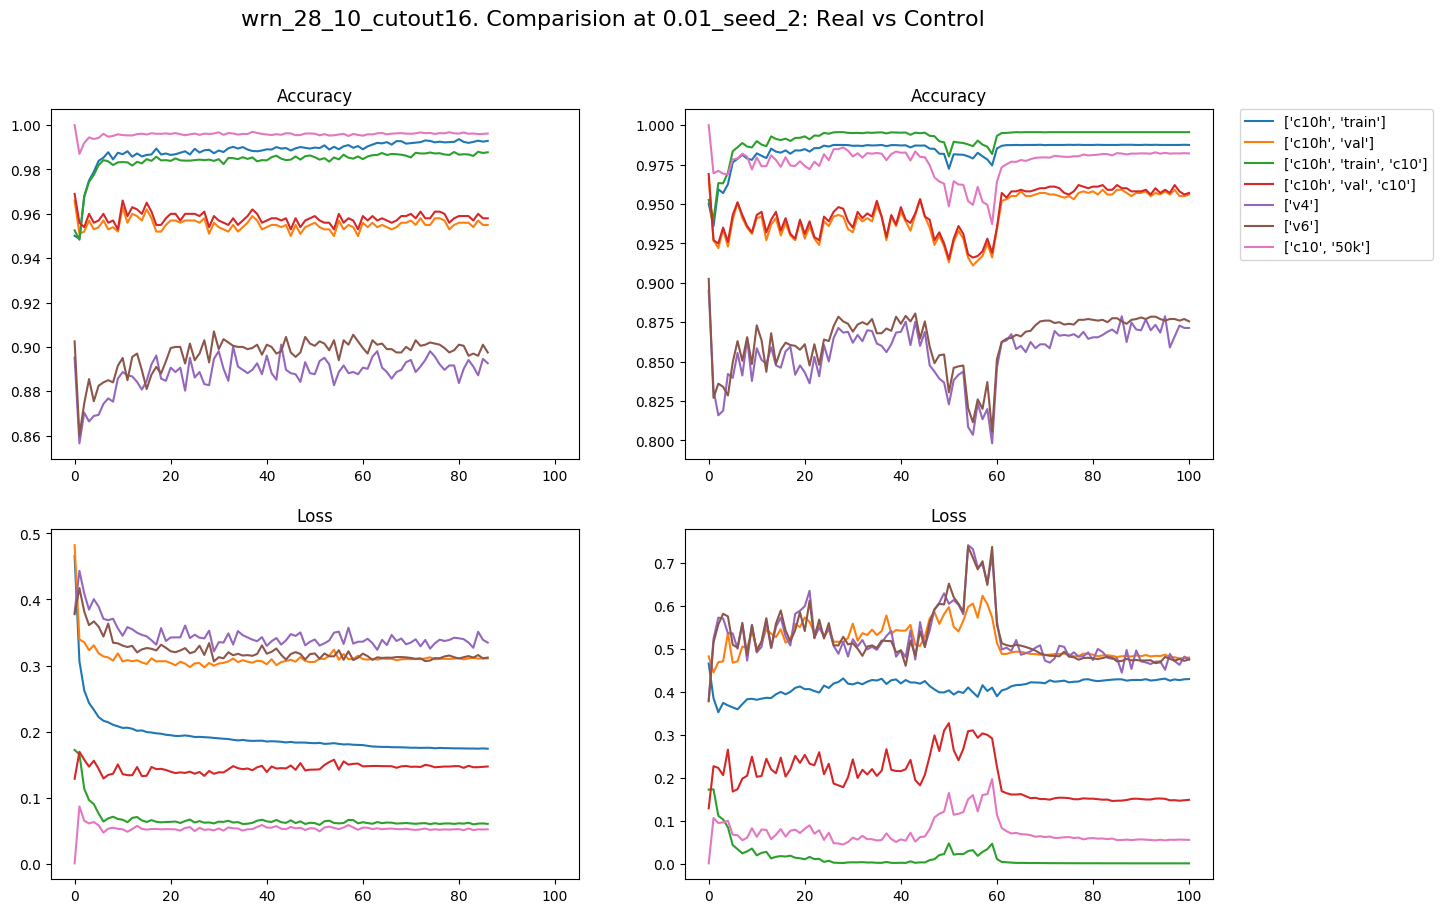 wrn_28_10_cutout16. Comparision at 0.01_seed_2: Real vs Control
Accuracy
1.00
0.98
0.96
0.94
0.92
0.90
0.88
0.86
0 20 40 60 80 100
Accuracy
1.000
0.975
0.950
0.925
0.900
0.875
0.850
0.825
0.800
0 20 40 60 80 100
['c10h', 'train']
['c10h', 'val']
['c10h', 'train', 'c10']
['c10h', 'val', 'c10']
['v4']
['v6']
['c10', '50k']
Loss
0.5
0.4
0.3
0.2
0.1
0.0
0 20 40 60 80 100
Loss
0.7
0.6
0.5
0.4
0.3
0.2
0.1
0.0
0 20 40 60 80 100